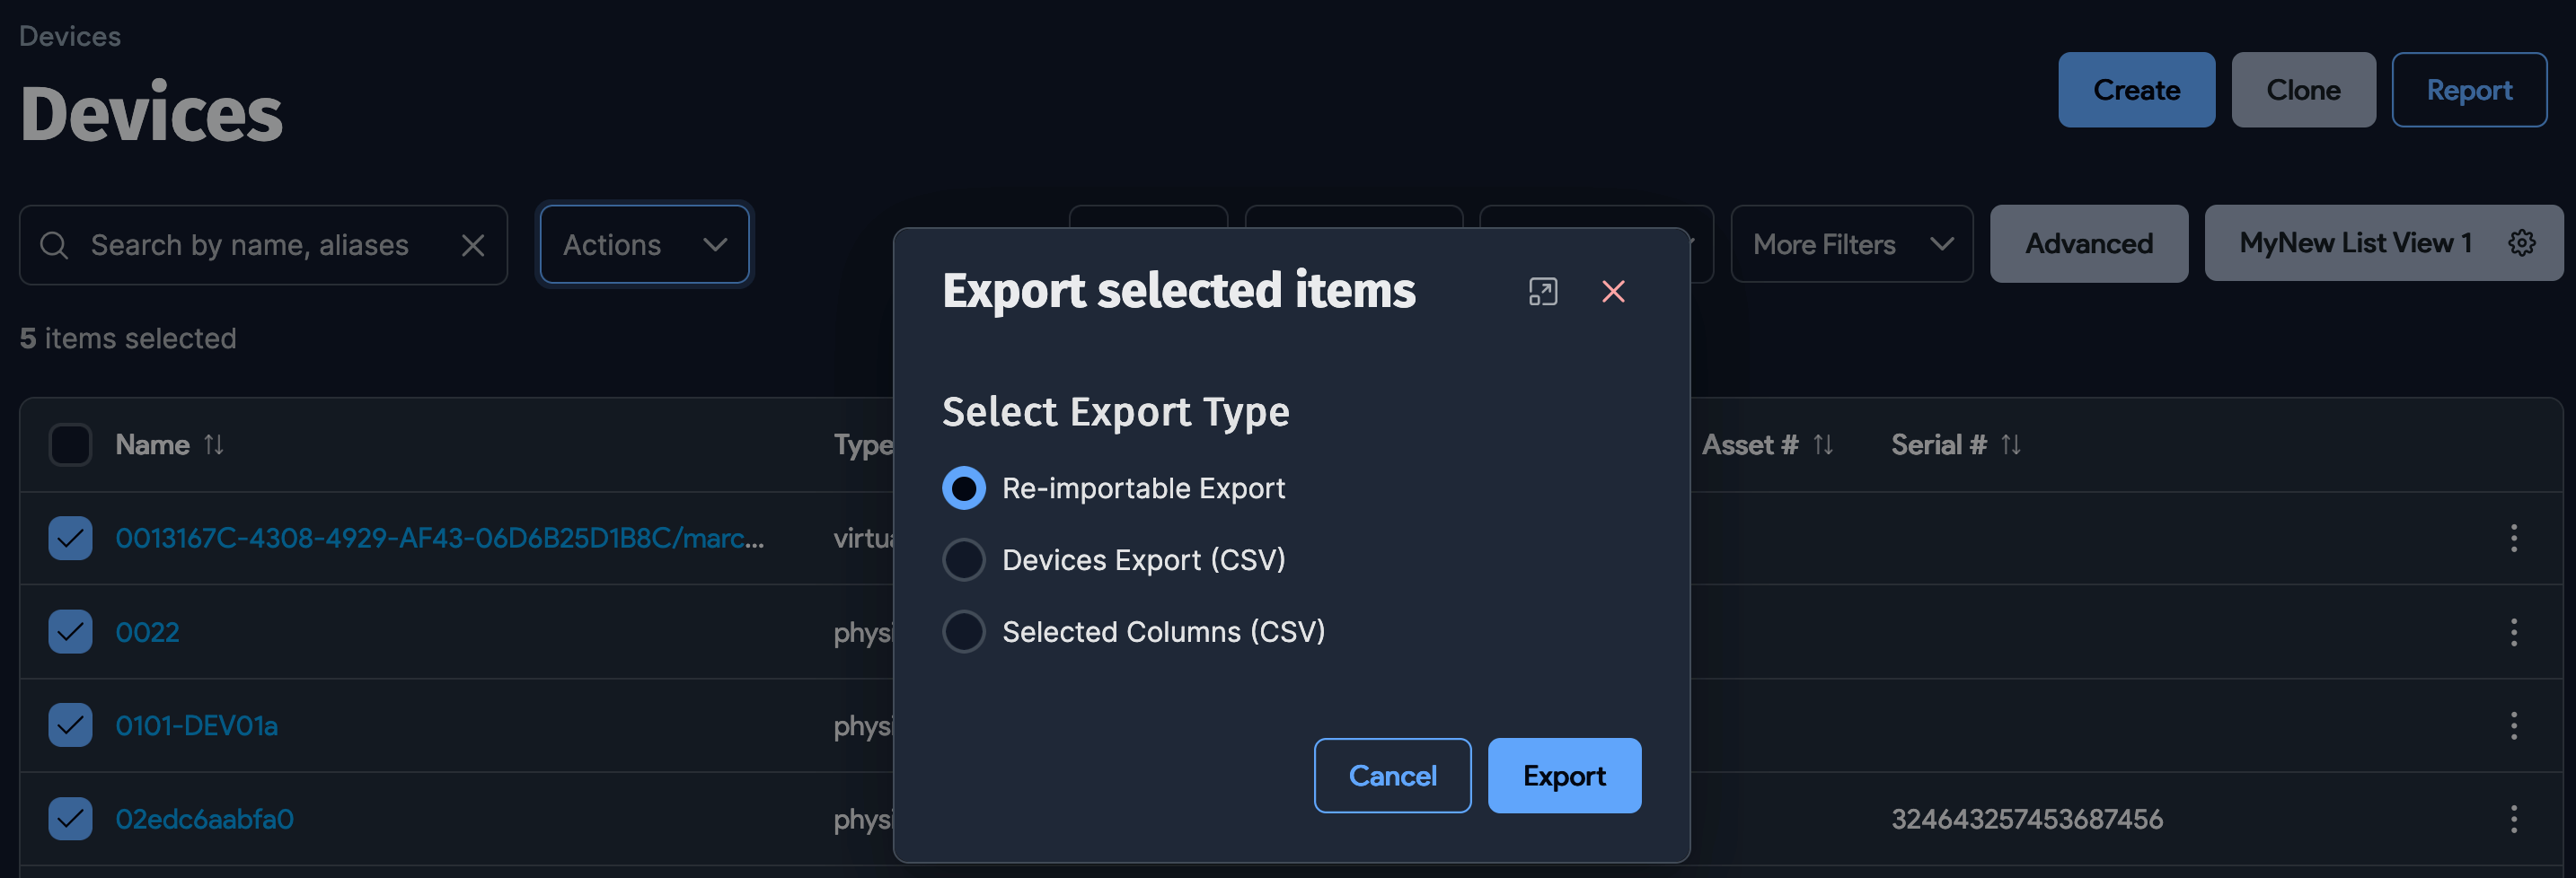 Devices
Devices
Create
Clone
Report
Search by name, aliases
Actions
More Filters
Advanced
MyNew List View 1
5 items selected
Export selected items
Select Export Type
Re-importable Export
Devices Export (CSV)
Selected Columns (CSV)
Cancel
Export
Name
Type
Asset #
Serial #
0013167C-4308-4929-AF43-06D6B25D1B8C/marc...
virtu
0022
physi
0101-DEV01a
physi
02edc6aabfa0
physi
324643257453687456